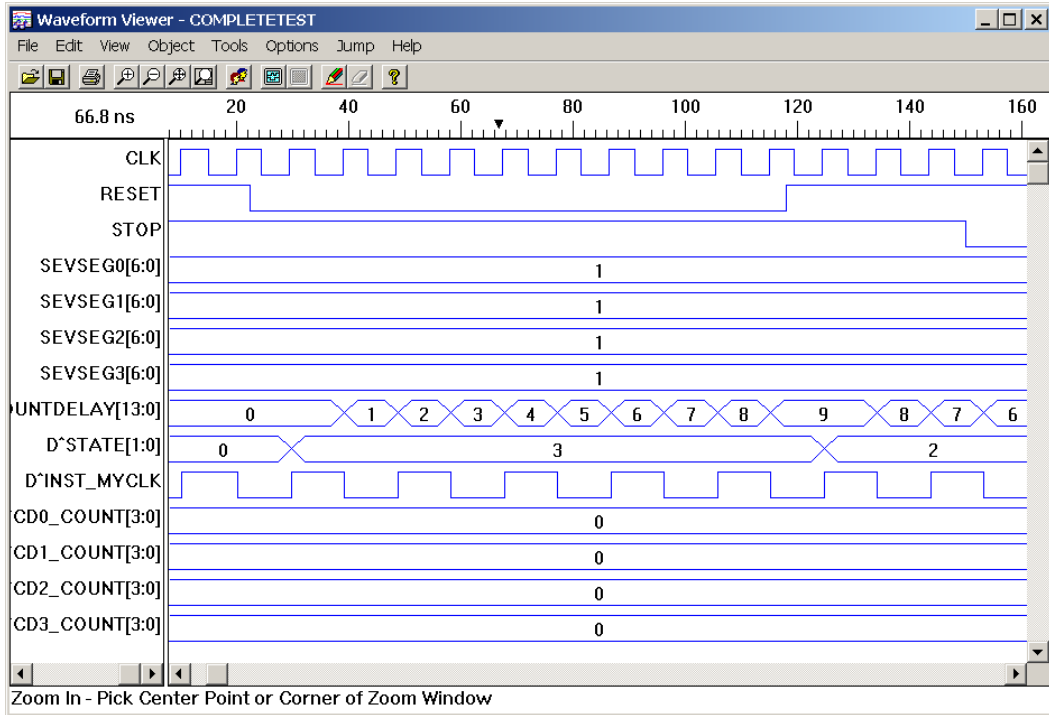 Waveform Viewer - COMPLETETEST
File Edit View Object Tools Options Jump Help
66.8 ns 20 40 60 80 100 120 140 160
CLK
RESET
STOP
SEVSEG0[6:0] 1
SEVSEG1[6:0] 1
SEVSEG2[6:0] 1
SEVSEG3[6:0] 1
OUNTDELAY[13:0] 0 1 2 3 4 5 6 7 8 9 8 7 6
D^STATE[1:0] 0 3 2
D^INST_MYCLK
CD0_COUNT[3:0] 0
CD1_COUNT[3:0] 0
CD2_COUNT[3:0] 0
CD3_COUNT[3:0] 0
Zoom In - Pick Center Point or Corner of Zoom Window